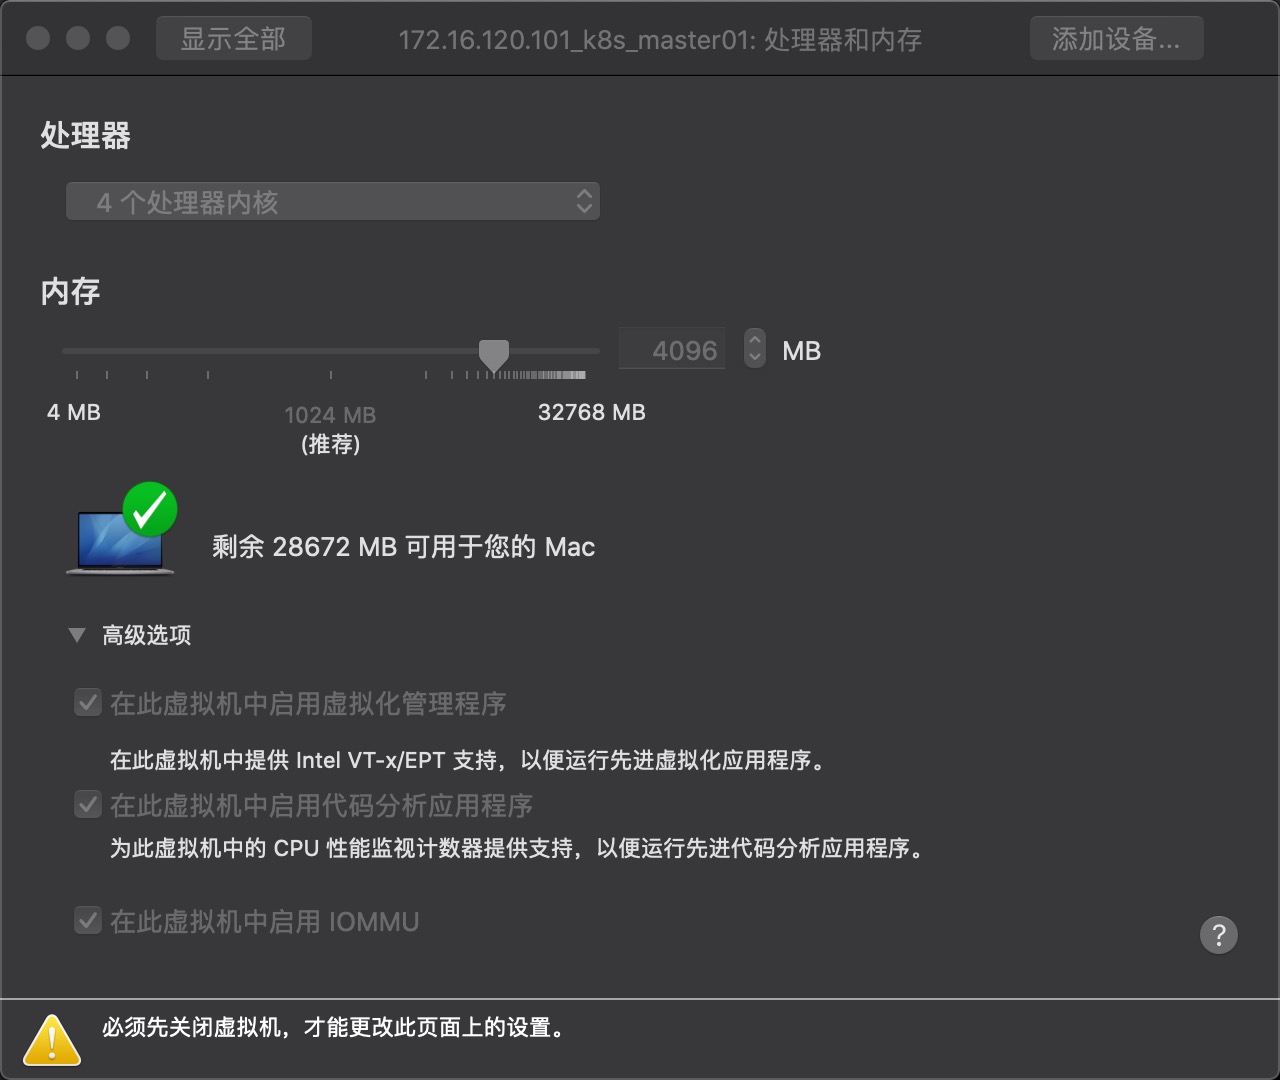 显示全部
172.16.120.101_k8s_master01: 处理器和内存
添加设备...
处理器
4 个处理器内核
内存
4096
MB
4 MB
1024 MB
32768 MB
(推荐)
剩余 28672 MB 可用于您的 Mac
高级选项
在此虚拟机中启用虚拟化管理程序
在此虚拟机中提供 Intel VT-x/EPT 支持，以便运行先进虚拟化应用程序。
在此虚拟机中启用代码分析应用程序
为此虚拟机中的 CPU 性能监视计数器提供支持，以便运行先进代码分析应用程序。
在此虚拟机中启用 IOMMU
?
必须先关闭虚拟机，才能更改此页面上的设置。